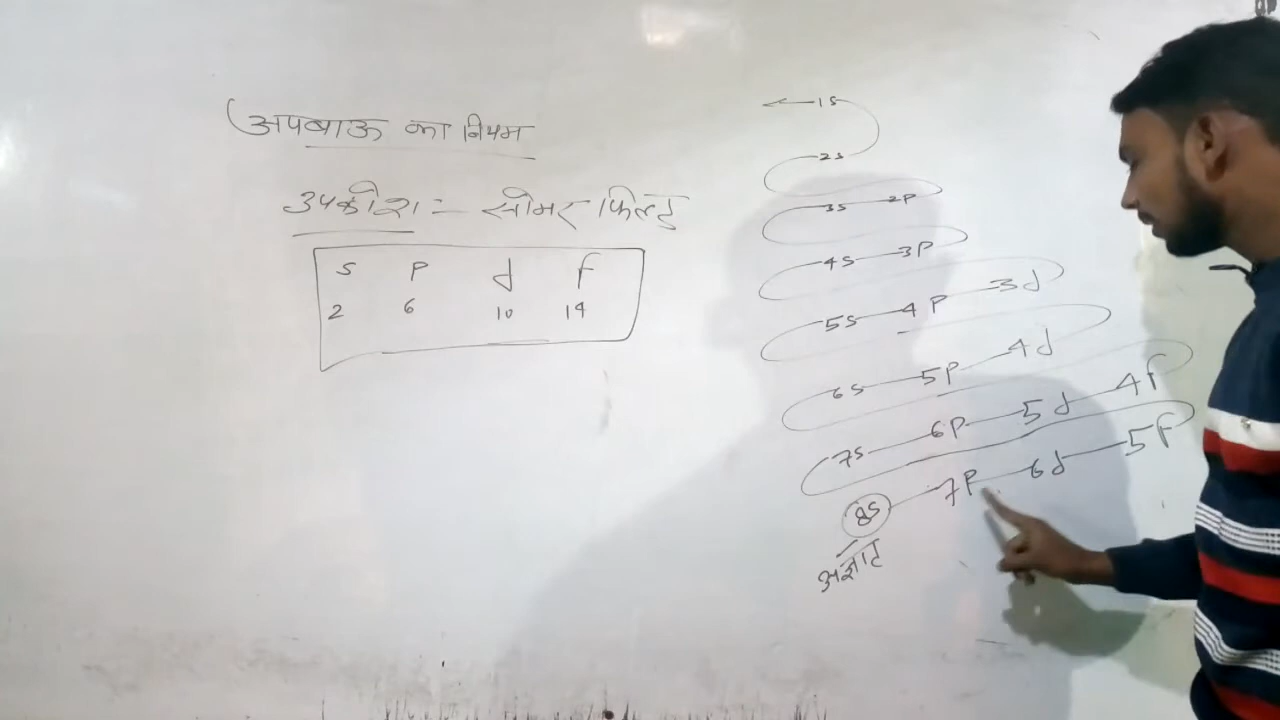 अपबाऊ का नियम
उपकोश := सोमर फिल्ड
s p d f
2 6 10 14
1s
2s
3s 2p
4s 3p
5s 4p 3d
6s 5p 4d
7s 6p 5d 4f
8s 7p 6d 5f
अज्ञात